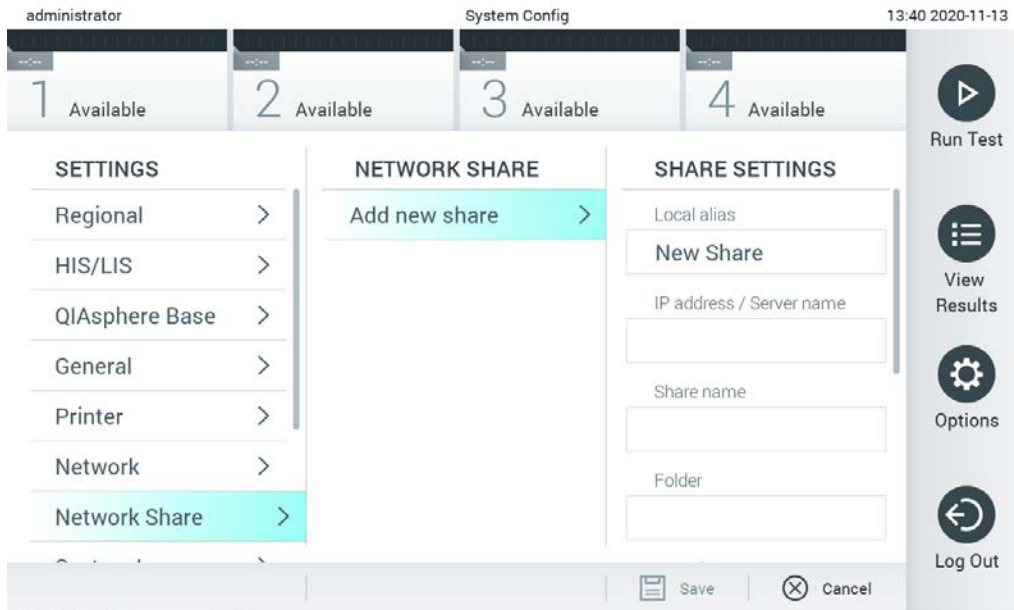 administrator System Config 13:40 2020-11-13
--:-- --:-- --:-- --:--
1 Available 2 Available 3 Available 4 Available
Run Test
SETTINGS NETWORK SHARE SHARE SETTINGS
Regional Add new share Local alias
New Share
HIS/LIS
View
Results
IP address / Server name
QIAsphere Base
General
Share name
Options
Printer
Network
Folder
Network Share
Log Out
Save Cancel